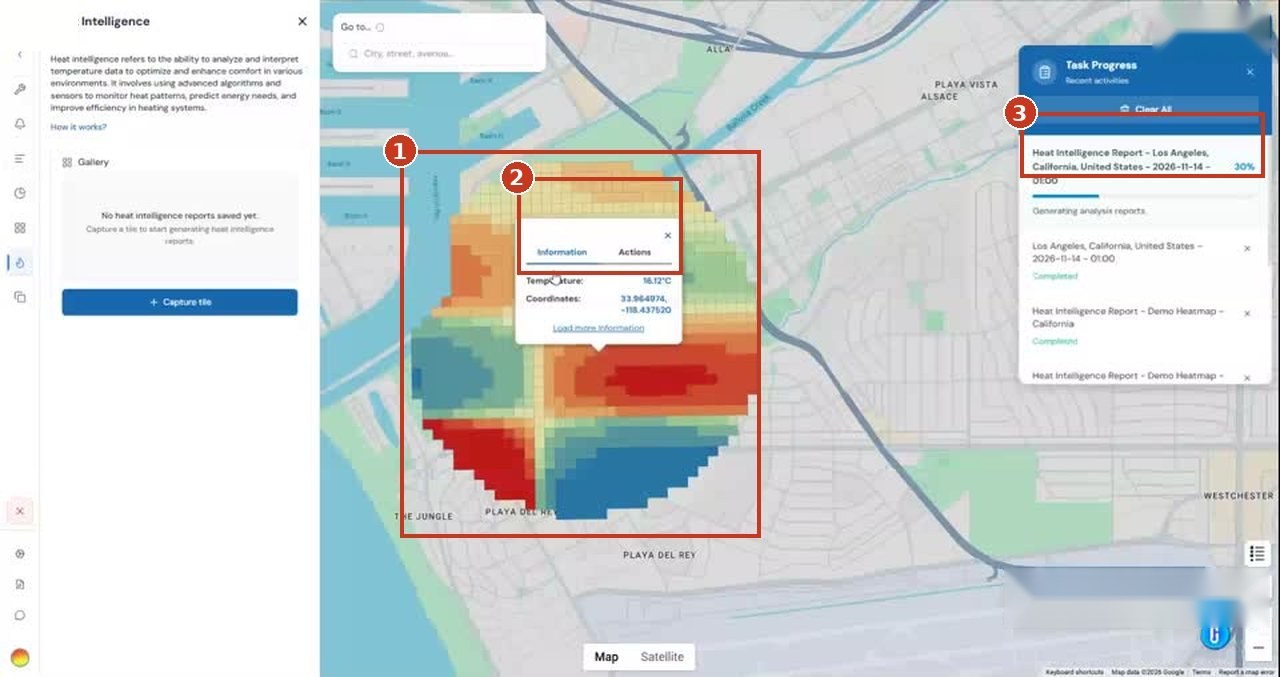 Intelligence
Heat intelligence refers to the ability to analyze and interpret
temperature data to optimize and enhance comfort in various
environments. It involves using advanced algorithms and
sensors to monitor heat patterns, predict energy needs, and
improve efficiency in heating systems.
How it works?
Gallery
No heat intelligence reports saved yet.
Capture a tile to start generating heat intelligence
reports.
+ Capture tile
Go to...
City, street, avenue...
ALLA
PLAYA VISTA
ALSACE
Ballona Creek
Basin H
1
2
3
Information
Actions
Temperature: 16.12°C
Coordinates: 33.964974,
-118.437520
Load more information
THE JUNGLE
PLAYA DEL REY
PLAYA DEL REY
WESTCHESTER
Task Progress
Recent activities
Clear All
Heat Intelligence Report - Los Angeles,
California, United States - 2026-11-14 -
01:00
30%
Generating analysis reports.
Los Angeles, California, United States -
2026-11-14 - 01:00
Completed
Heat Intelligence Report - Demo Heatmap -
California
Completed
Heat Intelligence Report - Demo Heatmap -
Map
Satellite
Keyboard shortcuts
Map data ©2026 Google
Terms
Report a map error